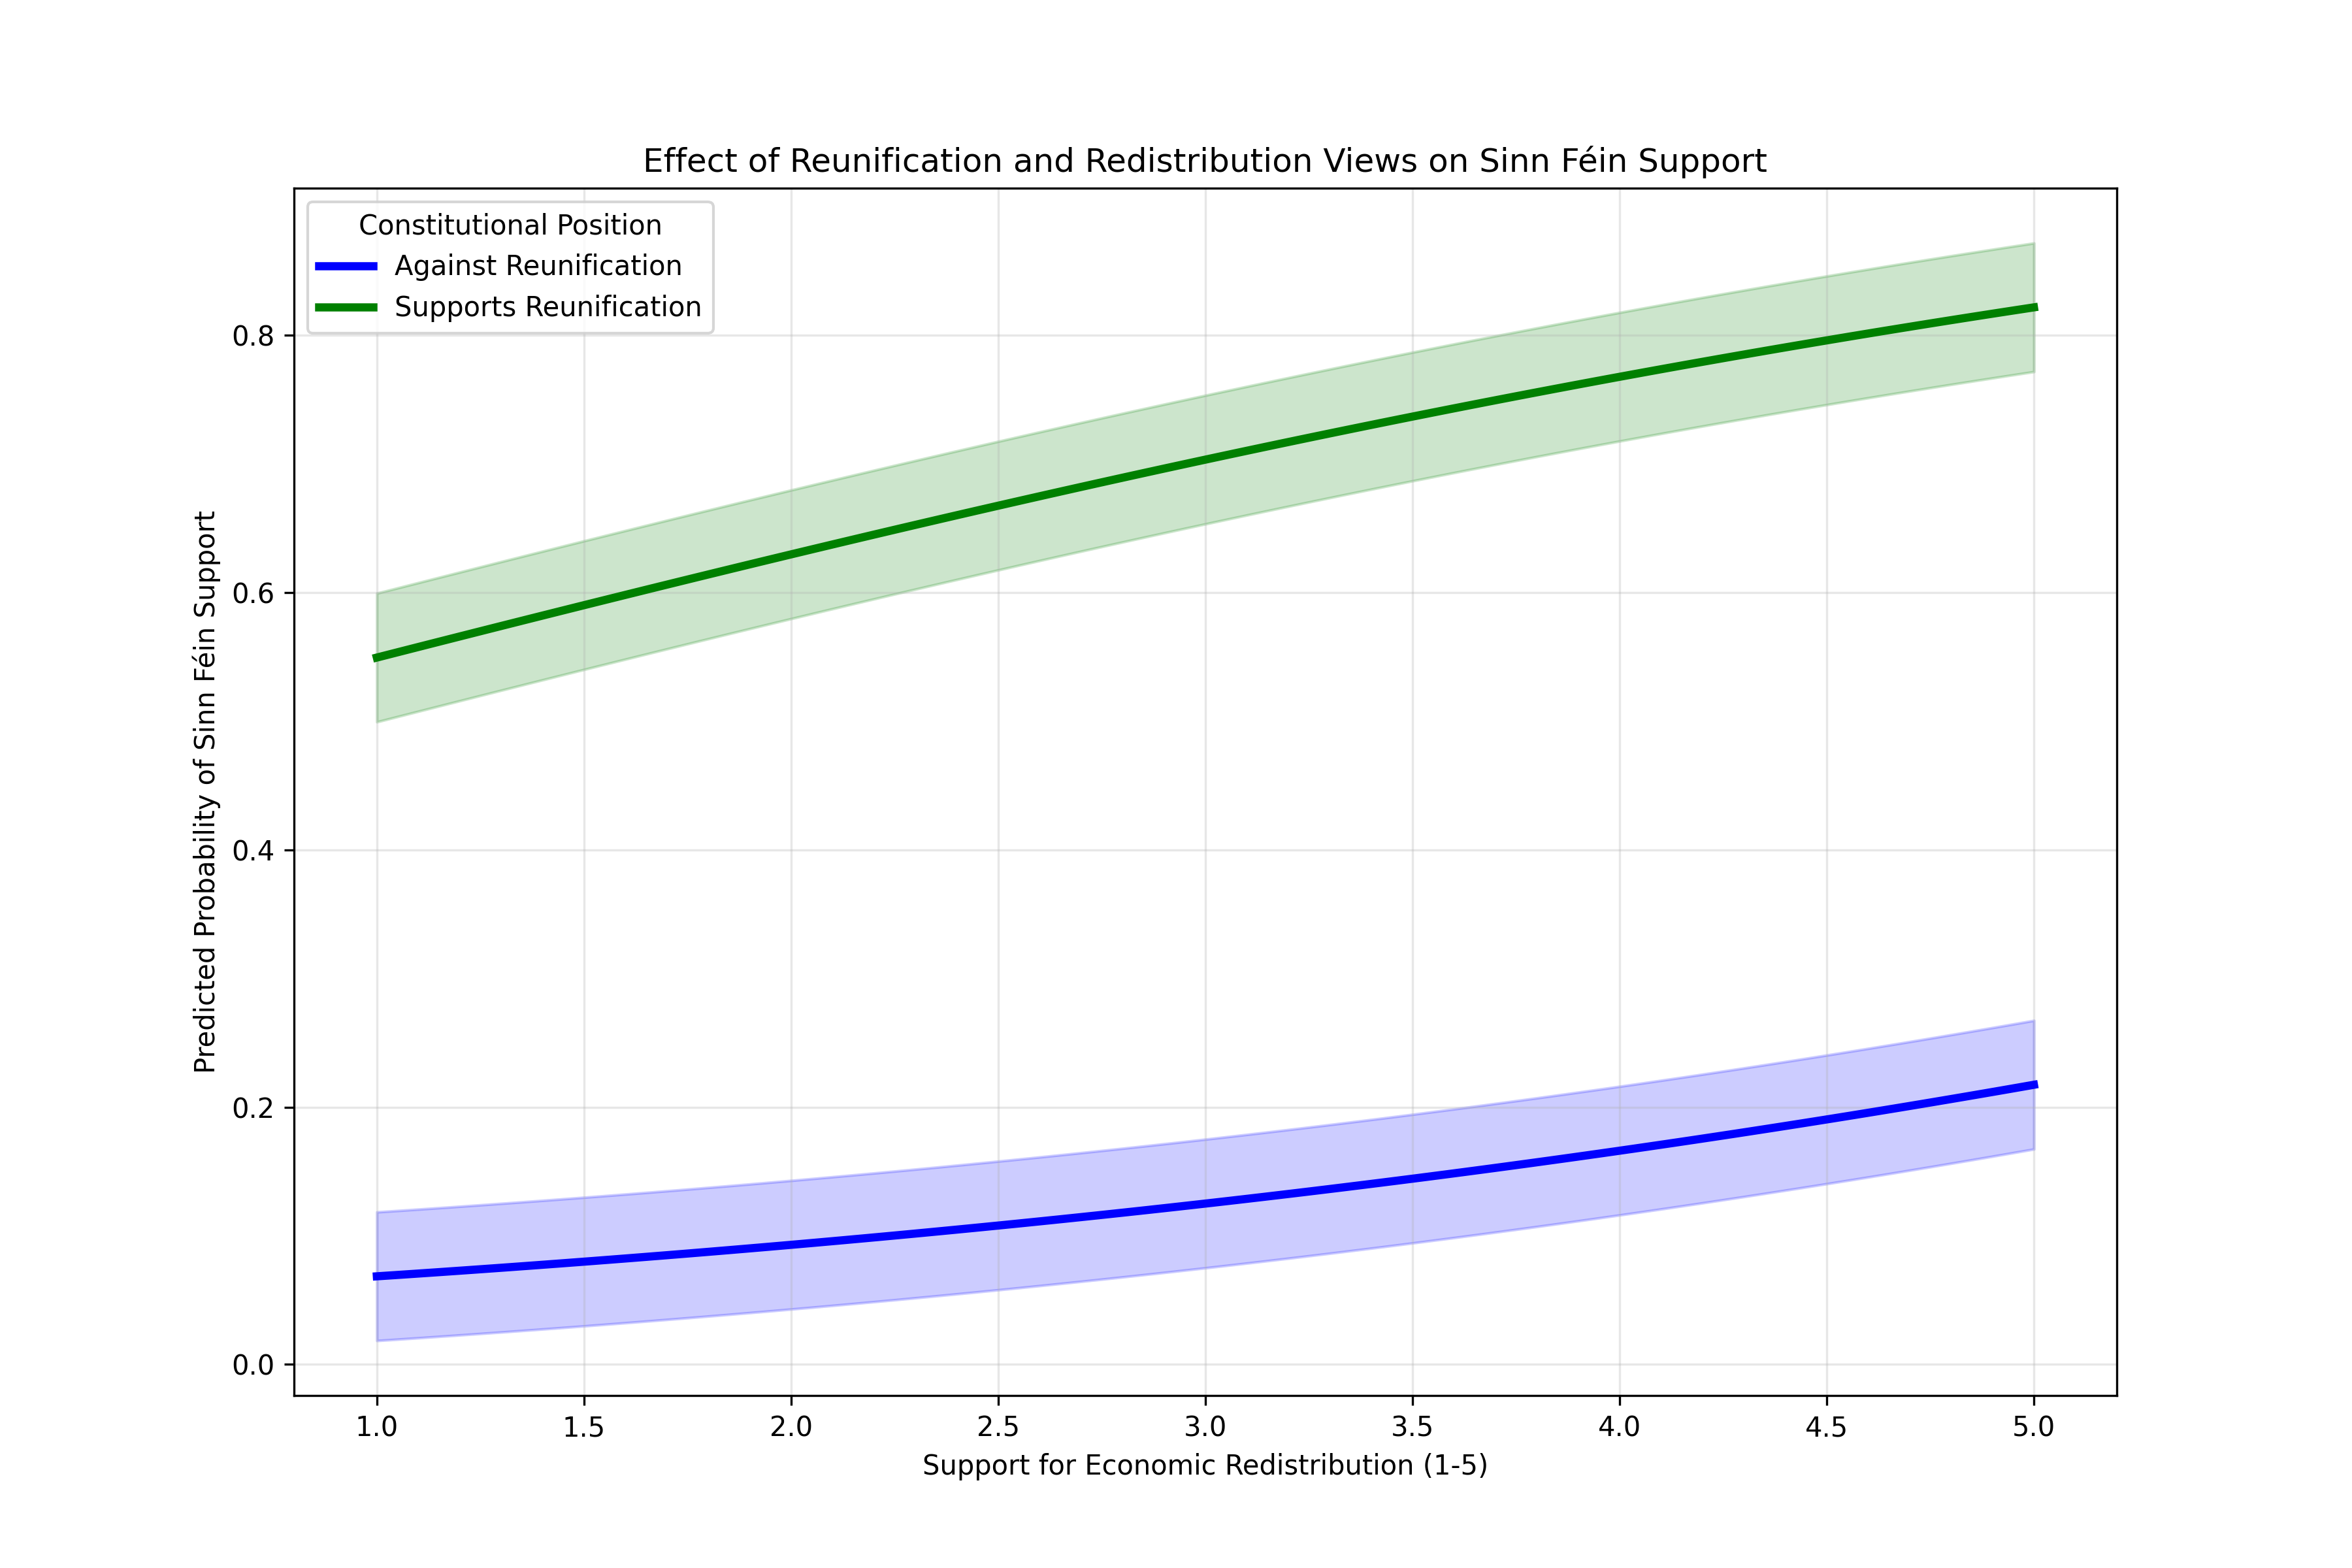 Effect of Reunification and Redistribution Views on Sinn Féin Support
Constitutional Position
Against Reunification
Supports Reunification
Predicted Probability of Sinn Féin Support
0.8
0.6
0.4
0.2
0.0
1.0 1.5 2.0 2.5 3.0 3.5 4.0 4.5 5.0
Support for Economic Redistribution (1-5)